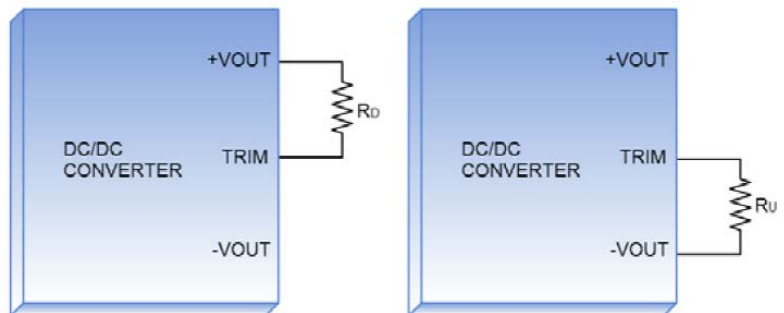 +VOUT
RD
DC/DC
CONVERTER
TRIM
-VOUT
+VOUT
DC/DC
CONVERTER
TRIM
RU
-VOUT